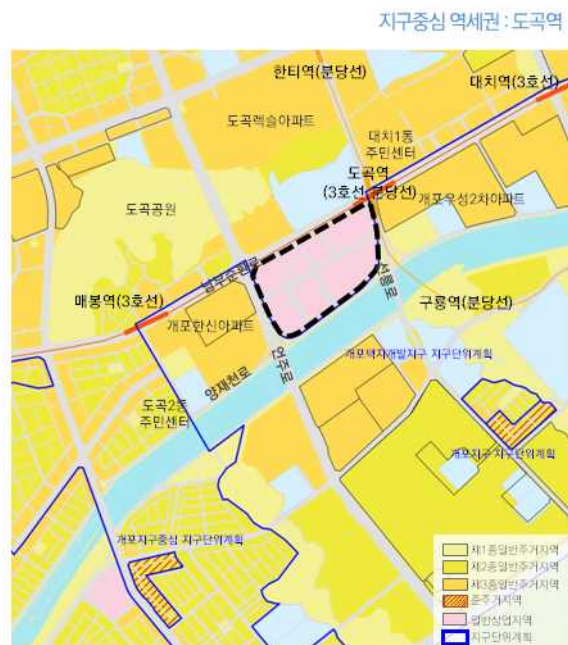 지구중심 역세권 : 도곡역
한티역(분당선)
대치역(3호선)
도곡렉슬아파트
대치1동
주민센터
도곡역
(3호선,분당선)
개포우성2차아파트
도곡공원
남부순환로
선릉로
매봉역(3호선)
구룡역(분당선)
개포한신아파트
언주로
개포택지개발지구 지구단위계획
양재천로
도곡2동
주민센터
개포지구 지구단위계획
개포지구중심 지구단위계획
제1종일반주거지역
제2종일반주거지역
제3종일반주거지역
준주거지역
일반상업지역
지구단위계획